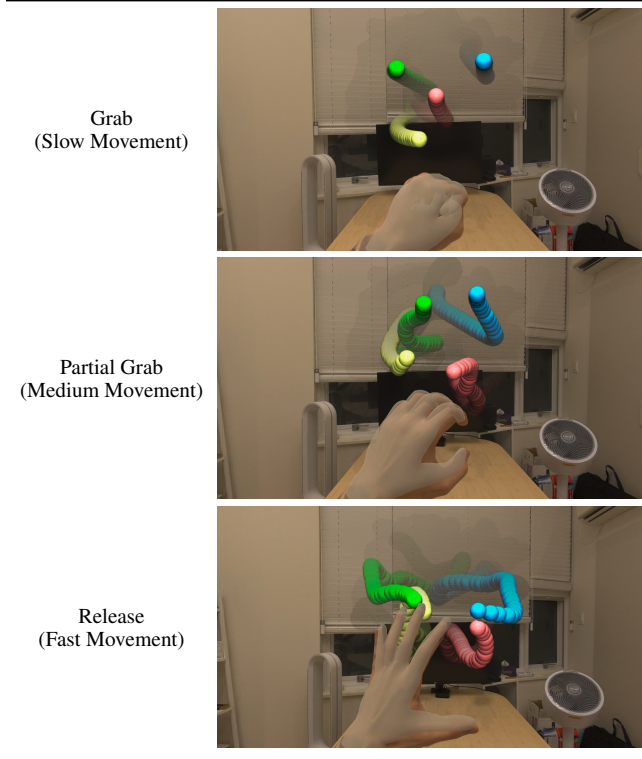 Grab
(Slow Movement)
Partial Grab
(Medium Movement)
Release
(Fast Movement)